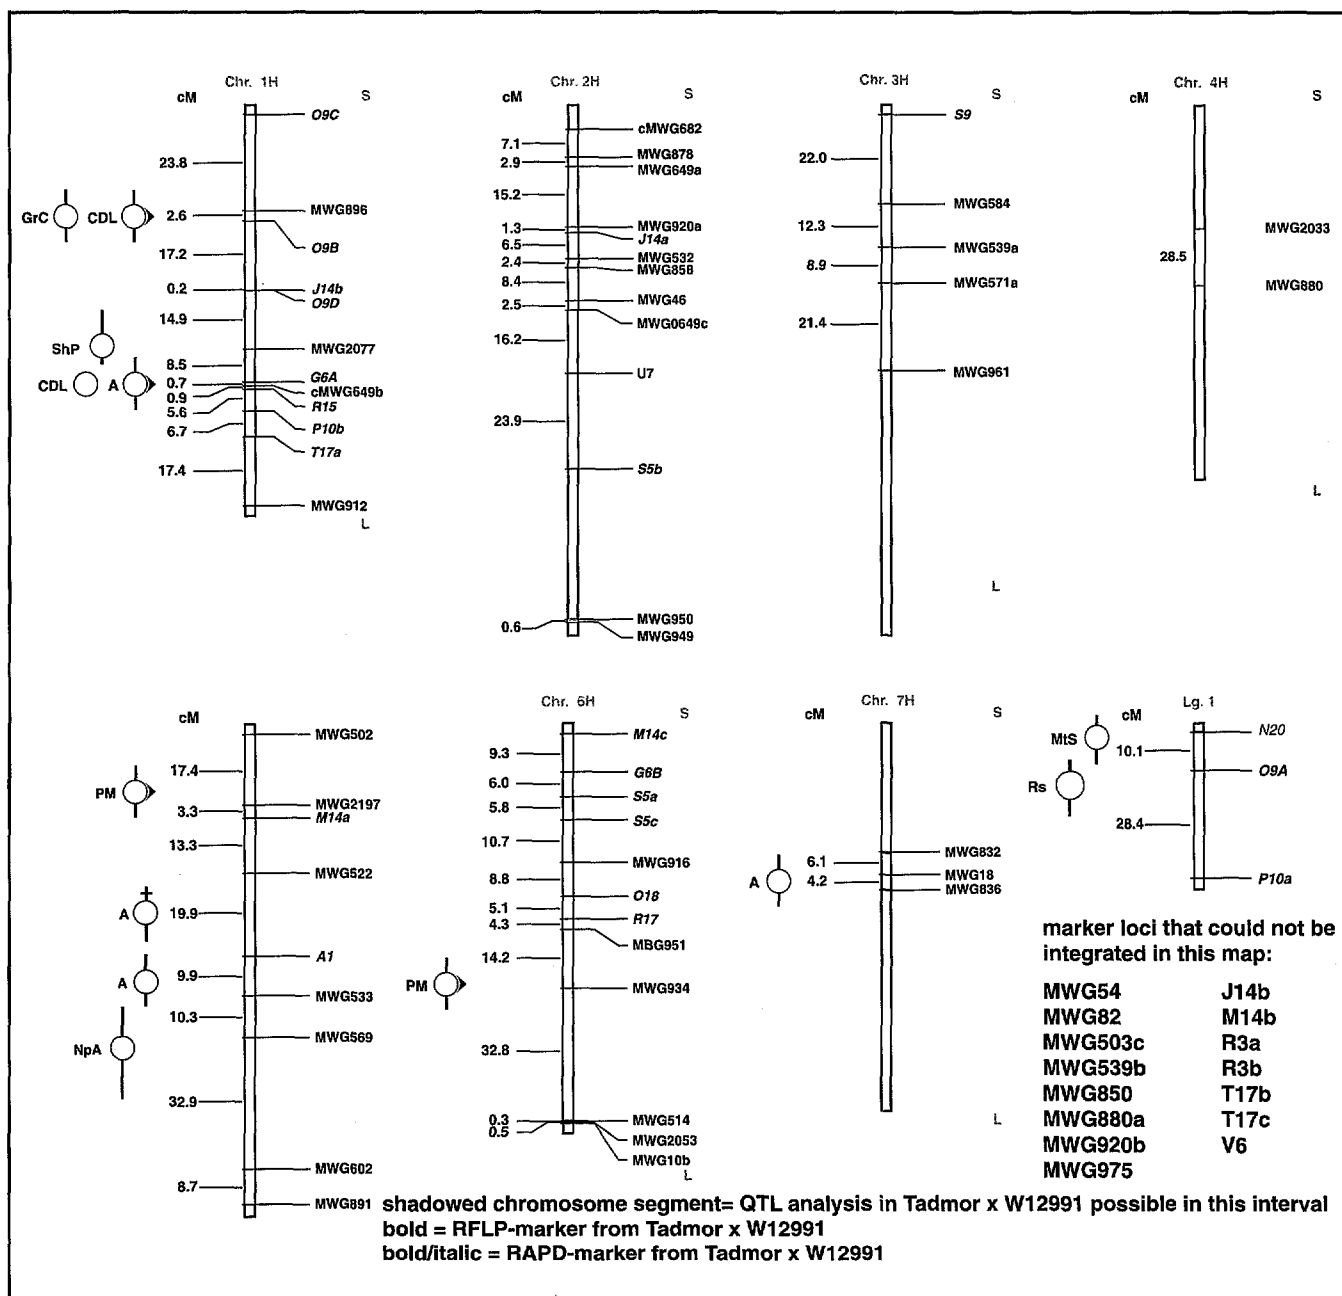 Chr. 1H
cM
S
O9C
23.8
MWG896
GrC
CDL
2.6
O9B
17.2
0.2
J14b
O9D
14.9
ShP
MWG2077
8.5
G6A
CDL
A
0.7
cMWG649b
0.9
R15
5.6
P10b
6.7
T17a
17.4
MWG912
L
Chr. 2H
cM
S
cMWG682
7.1
MWG878
2.9
MWG649a
15.2
MWG920a
1.3
J14a
6.5
MWG532
2.4
MWG858
8.4
MWG46
2.5
MWG0649c
16.2
U7
23.9
S5b
MWG950
0.6
MWG949
Chr. 3H
S
S9
22.0
MWG584
12.3
MWG539a
8.9
MWG571a
21.4
MWG961
L
Chr. 4H
cM
S
MWG2033
28.5
MWG880
L
cM
MWG502
17.4
PM
MWG2197
3.3
M14a
13.3
MWG522
A
19.9
A1
A
9.9
MWG533
10.3
MWG569
NpA
32.9
MWG602
8.7
MWG891
Chr. 6H
S
M14c
9.3
G6B
6.0
S5a
5.8
S5c
10.7
MWG916
8.8
O18
5.1
R17
4.3
MBG951
14.2
PM
MWG934
32.8
0.3
MWG514
0.5
MWG2053
MWG10b
L
Chr. 7H
cM
S
MWG832
6.1
MWG18
A
4.2
MWG836
L
Lg. 1
cM
N20
MtS
10.1
O9A
Rs
28.4
P10a
marker loci that could not be
integrated in this map:
MWG54 J14b
MWG82 M14b
MWG503c R3a
MWG539b R3b
MWG850 T17b
MWG880a T17c
MWG920b V6
MWG975
shadowed chromosome segment= QTL analysis in Tadmor x W12991 possible in this interval
bold = RFLP-marker from Tadmor x W12991
bold/italic = RAPD-marker from Tadmor x W12991